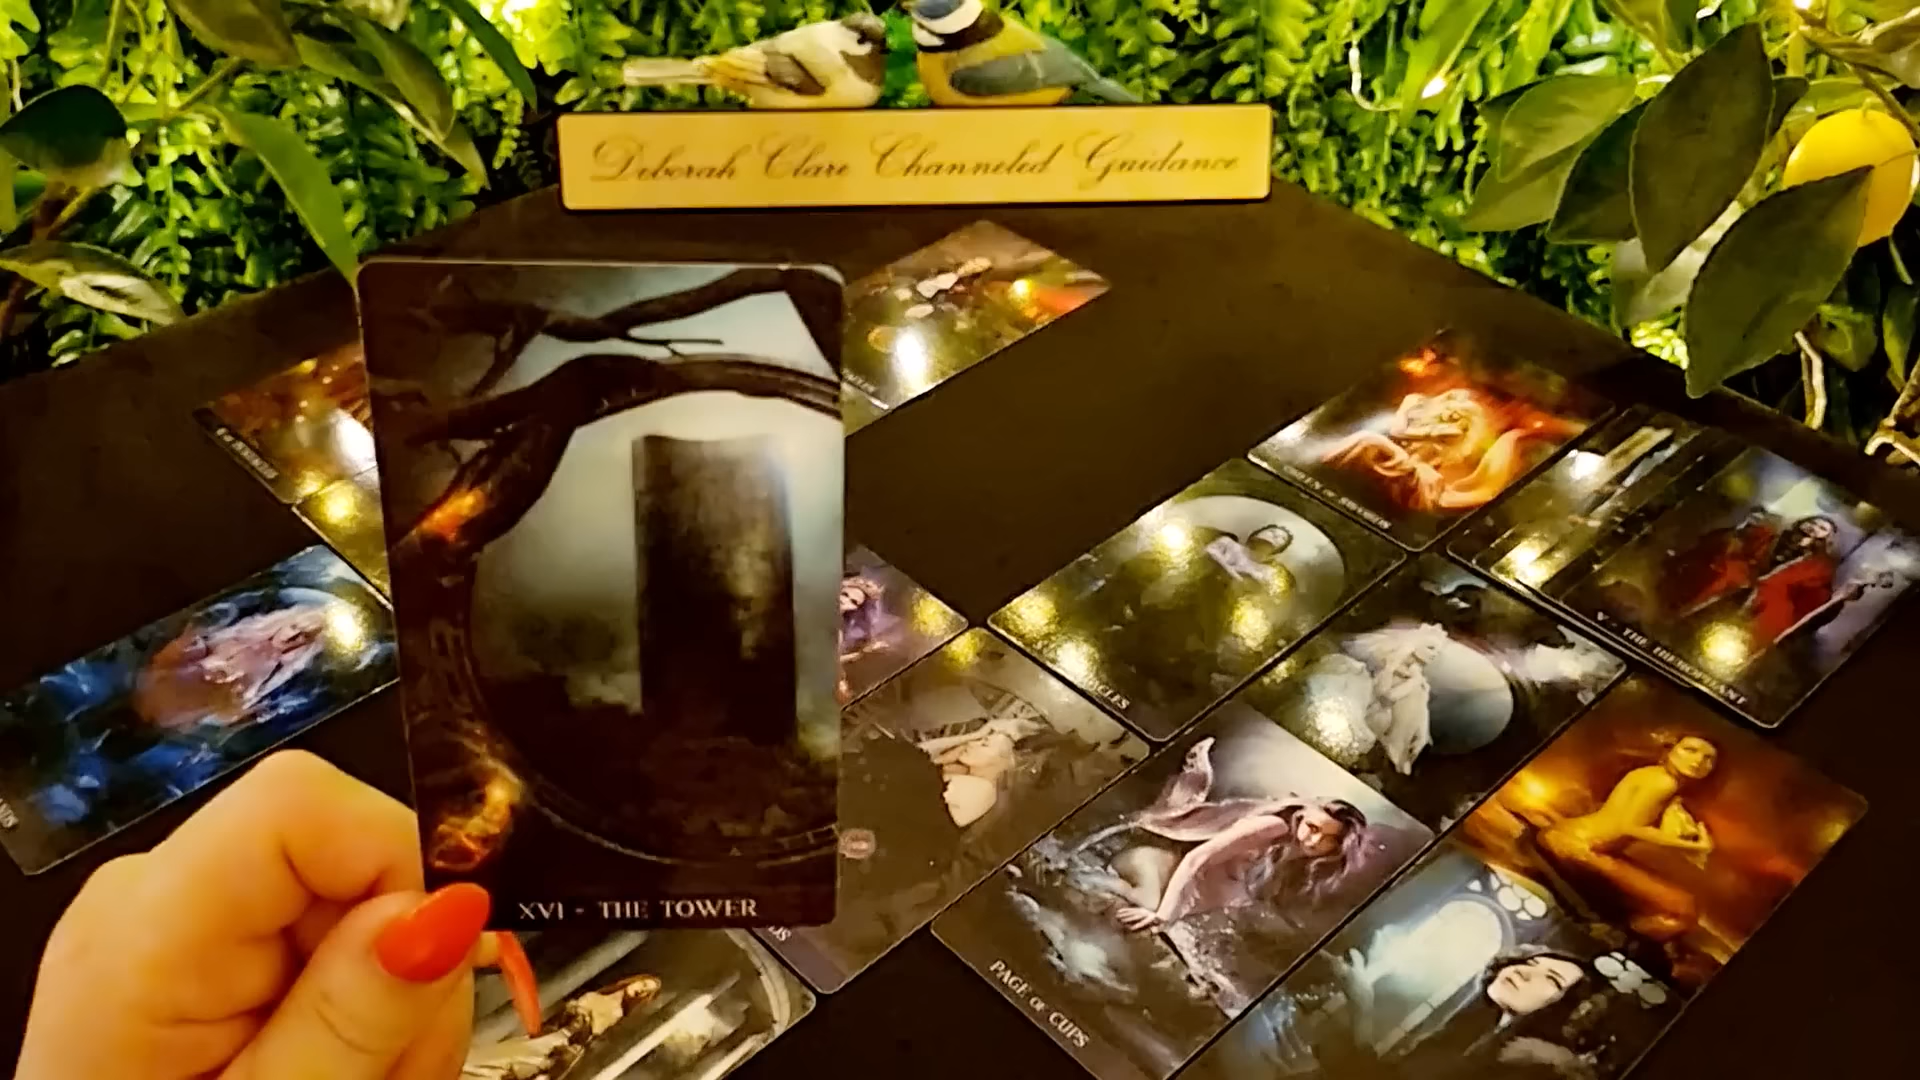 Deborah Clare Channeled Guidance
XVI - THE TOWER
QUEEN OF SWORDS
V - THE HIEROPHANT
PAGE OF CUPS